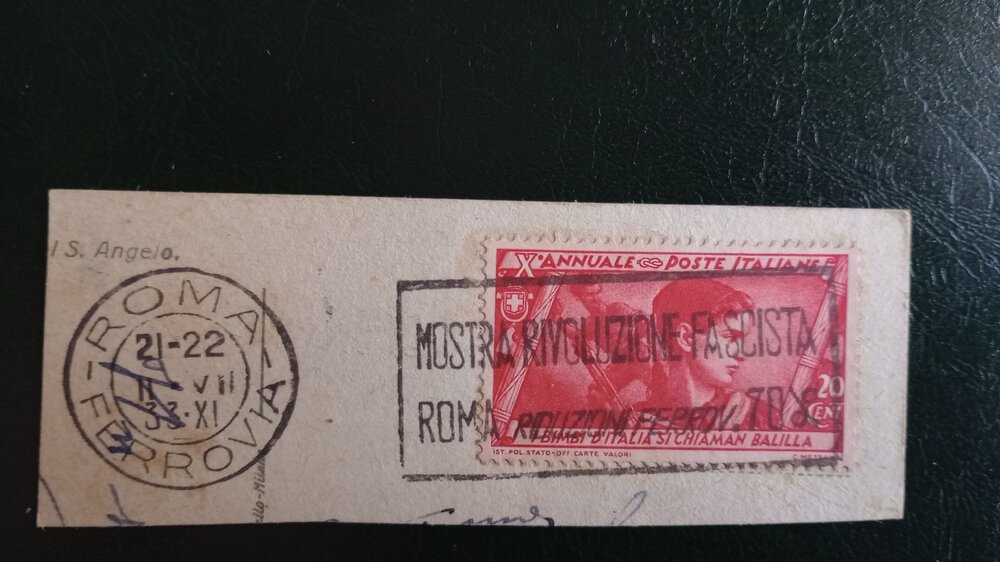 l S. Angelo.
ROMA
21-22
VII
33·XI
FERROVIA
X° ANNUALE POSTE ITALIANE
MOSTRA RIVOLUZIONE FASCISTA
ROMA RIDUZIONI FERROV. 70%
20
CENT
I BIMBI D'ITALIA SI CHIAMAN BALILLA
IST. POL. STATO-OFF. CARTE VALORI